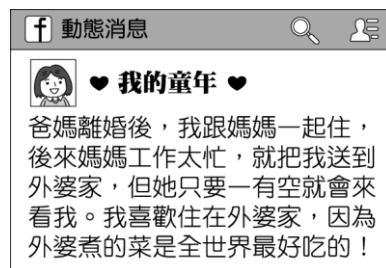 f 動態消息
♥ 我的童年 ♥
爸媽離婚後，我跟媽媽一起住，
後來媽媽工作太忙，就把我送到
外婆家，但她只要一有空就會來
看我。我喜歡住在外婆家，因為
外婆煮的菜是全世界最好吃的！